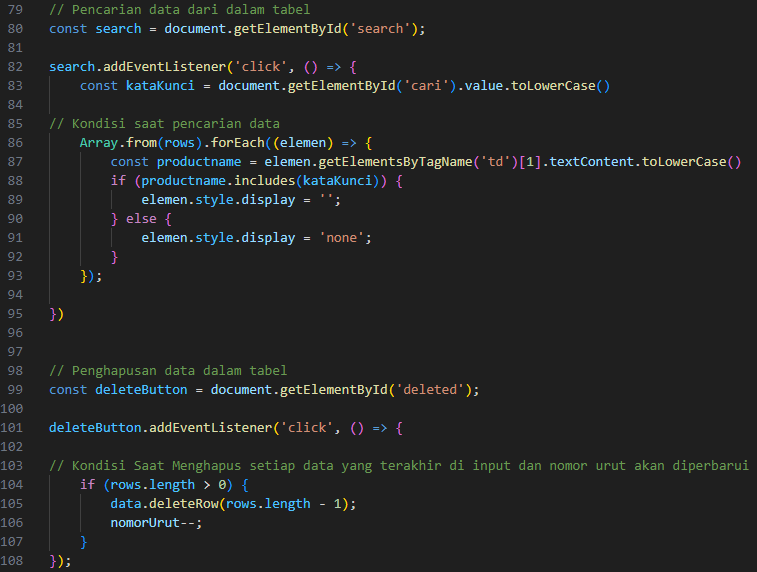 79 // Pencarian data dari dalam tabel
80 const search = document.getElementById('search');
81
82 search.addEventListener('click', () => {
83     const kataKunci = document.getElementById('cari').value.toLowerCase()
84
85 // Kondisi saat pencarian data
86     Array.from(rows).forEach((elemen) => {
87         const productname = elemen.getElementsByTagName('td')[1].textContent.toLowerCase()
88         if (productname.includes(kataKunci)) {
89             elemen.style.display = '';
90         } else {
91             elemen.style.display = 'none';
92         }
93     });
94
95 })
96
97
98 // Penghapusan data dalam tabel
99 const deleteButton = document.getElementById('deleted');
100
101 deleteButton.addEventListener('click', () => {
102
103 // Kondisi Saat Menghapus setiap data yang terakhir di input dan nomor urut akan diperbarui
104     if (rows.length > 0) {
105         data.deleteRow(rows.length - 1);
106         nomorUrut--;
107     }
108 });